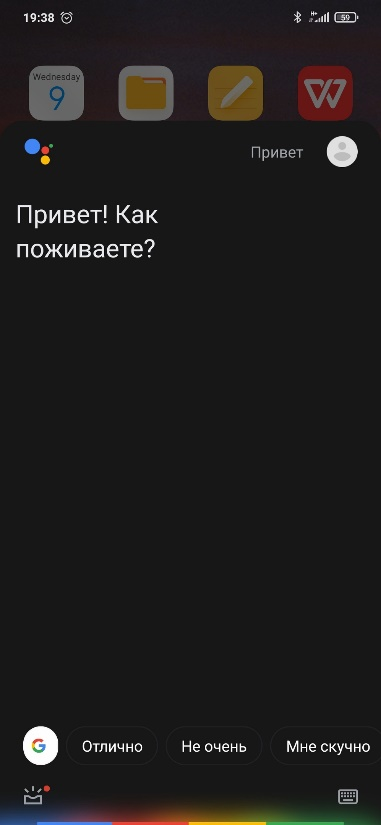 19:38
H+
59
Wednesday
9
Привет
Привет! Как
поживаете?
G
Отлично
Не очень
Мне скучно